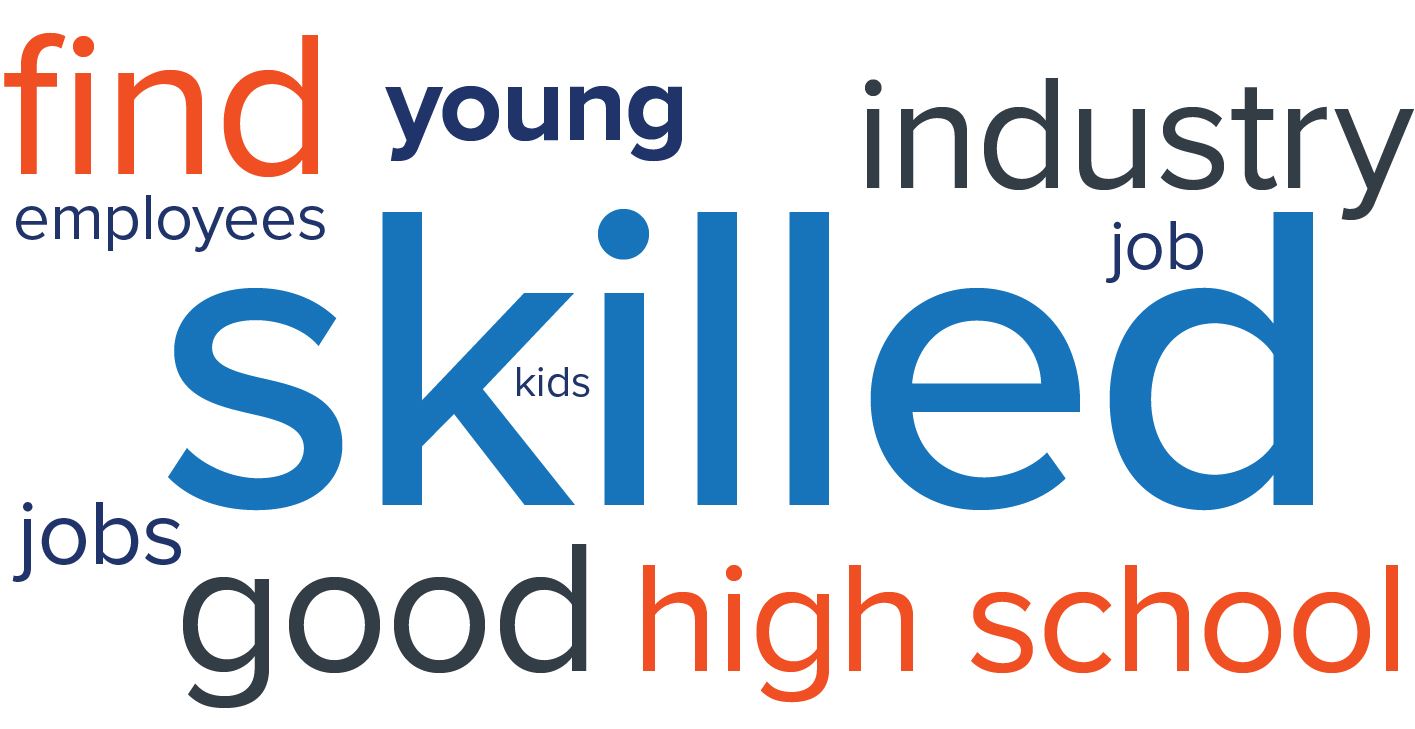 find
young
industry
employees
job
skilled
kids
jobs
good
high school